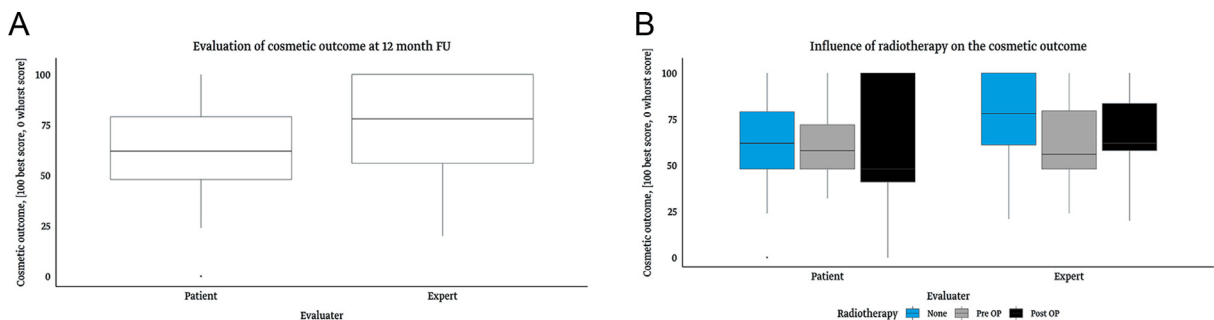 A
Evaluation of cosmetic outcome at 12 month FU
Cosmetic outcome, [100 best score, 0 whorst score]
100
75
50
25
0
Patient
Expert
Evaluater
B
Influence of radiotherapy on the cosmetic outcome
Cosmetic outcome, [100 best score, 0 whorst score]
100
75
50
25
0
Patient
Expert
Evaluater
Radiotherapy None Pre OP Post OP